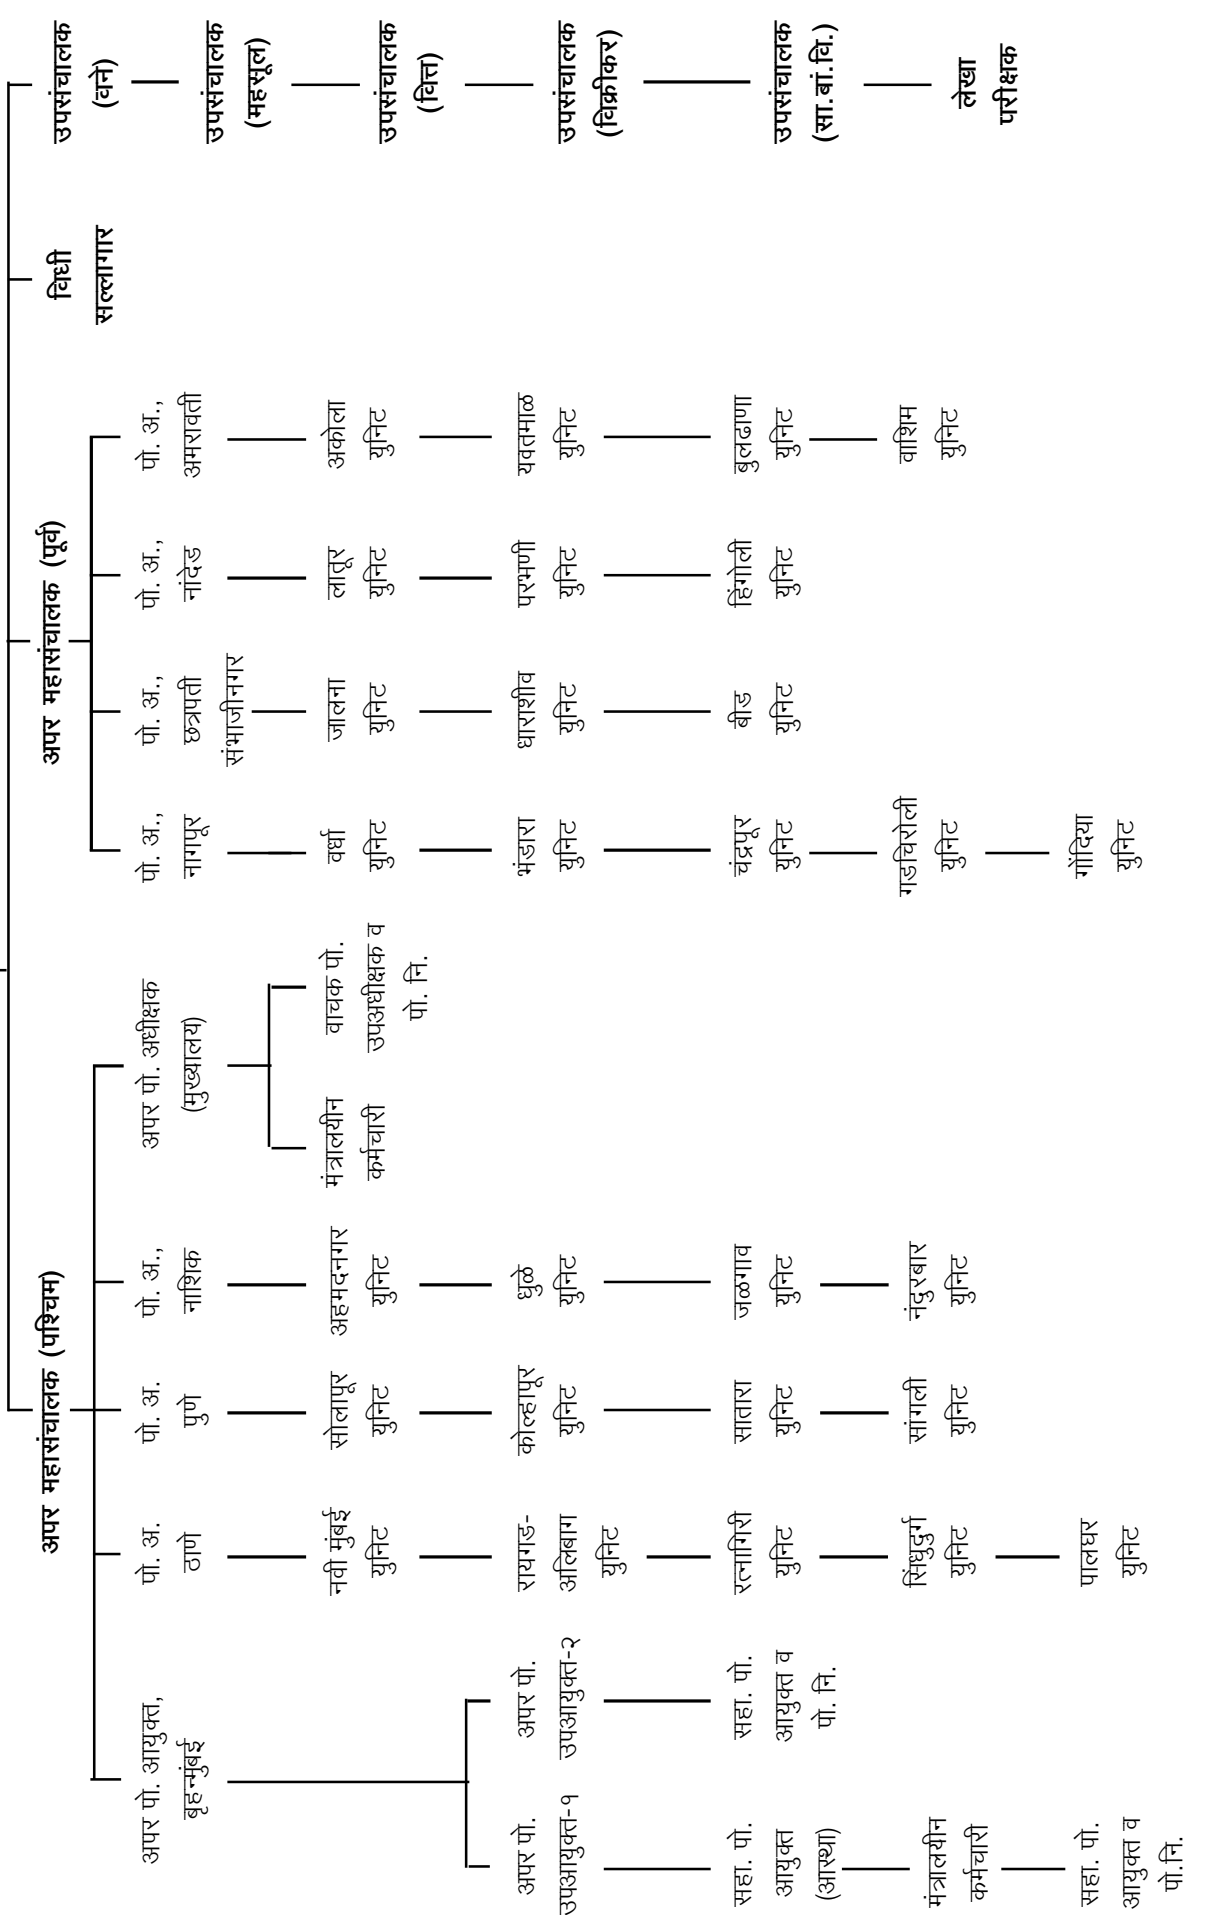 अपर महासंचालक (पश्चिम)
अपर पो. आयुक्त,
बृहन्मुंबई
अपर पो.
उपआयुक्त-१
सहा. पो.
आयुक्त
(आस्था)
मंत्रालयीन
कर्मचारी
सहा. पो.
आयुक्त व
पो.नि.
अपर पो.
उपआयुक्त-२
सहा. पो.
आयुक्त व
पो. नि.
पो. अ.
ठाणे
नवी मुंबई
युनिट
रायगड-
अलिबाग
युनिट
रत्नागिरी
युनिट
सिंधुदुर्ग
युनिट
पालघर
युनिट
पो. अ.
पुणे
सोलापूर
युनिट
कोल्हापूर
युनिट
सातारा
युनिट
सांगली
युनिट
पो. अ.,
नाशिक
अहमदनगर
युनिट
धुळे
युनिट
जळगाव
युनिट
नंदुरबार
युनिट
अपर पो. अधीक्षक
(मुख्यालय)
मंत्रालयीन
कर्मचारी
वाचक पो.
उपअधीक्षक व
पो. नि.
अपर महासंचालक (पूर्व)
पो. अ.,
नागपूर
वर्धा
युनिट
भंडारा
युनिट
चंद्रपूर
युनिट
गडचिरोली
युनिट
गोंदिया
युनिट
पो. अ.,
छत्रपती
संभाजीनगर
जालना
युनिट
धाराशीव
युनिट
बीड
युनिट
पो. अ.,
नांदेड
लातूर
युनिट
परभणी
युनिट
हिंगोली
युनिट
पो. अ.,
अमरावती
अकोला
युनिट
यवतमाळ
युनिट
बुलढाणा
युनिट
वाशिम
युनिट
विधी
सल्लागार
उपसंचालक
(वने)
उपसंचालक
(महसूल)
उपसंचालक
(वित्त)
उपसंचालक
(विक्रीकर)
उपसंचालक
(सा.बां.वि.)
लेखा
परीक्षक